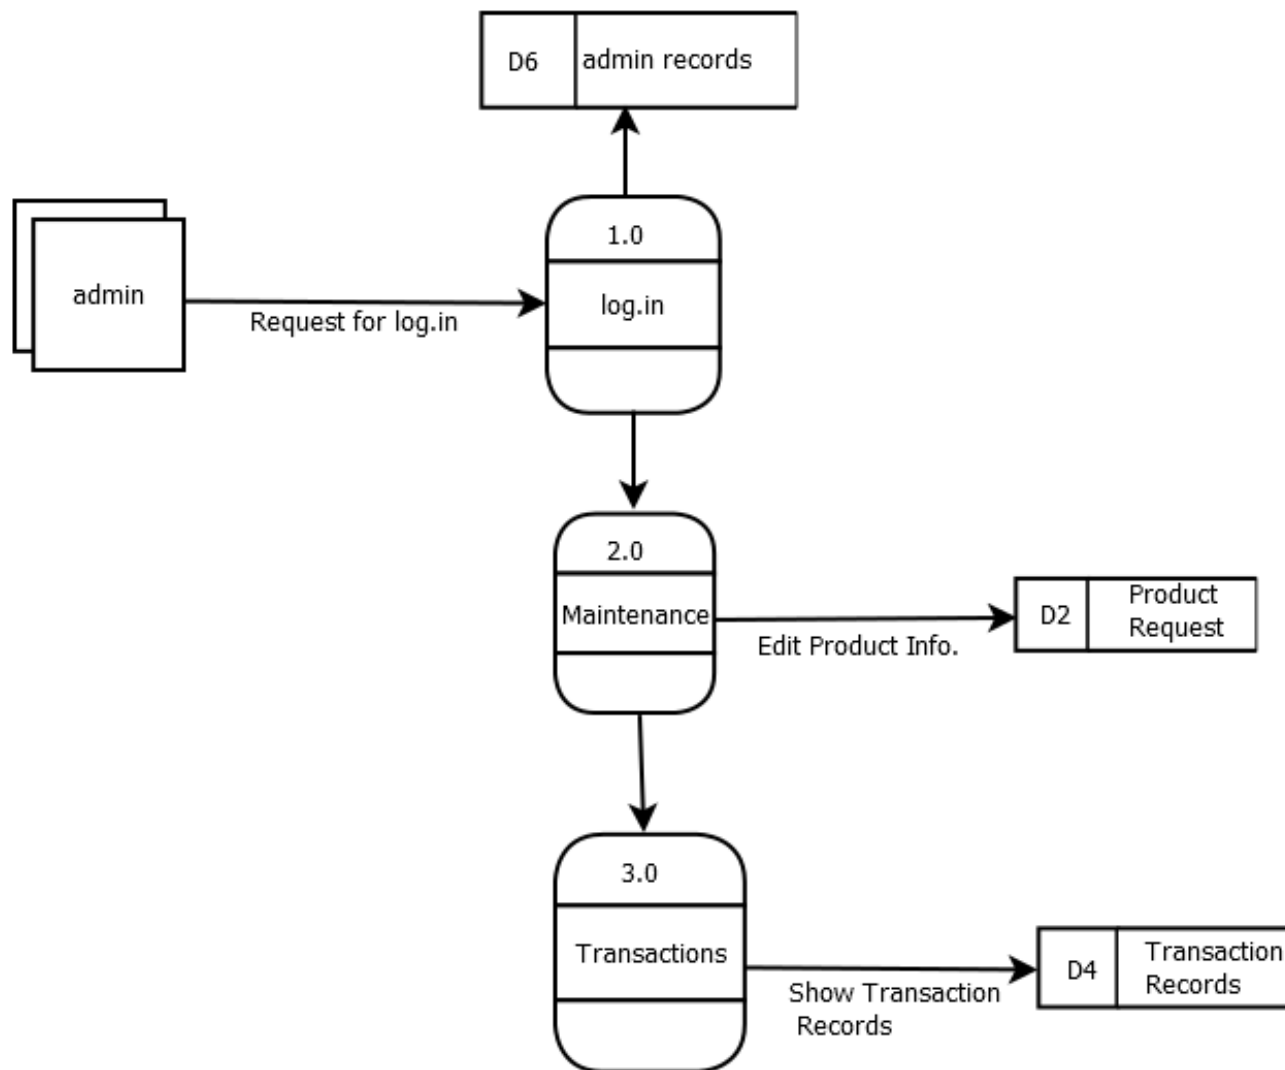 D6
admin records
1.0
admin
log.in
Request for log.in
2.0
Maintenance
Edit Product Info.
D2
Product
Request
3.0
Transactions
Show Transaction
Records
D4
Transaction
Records